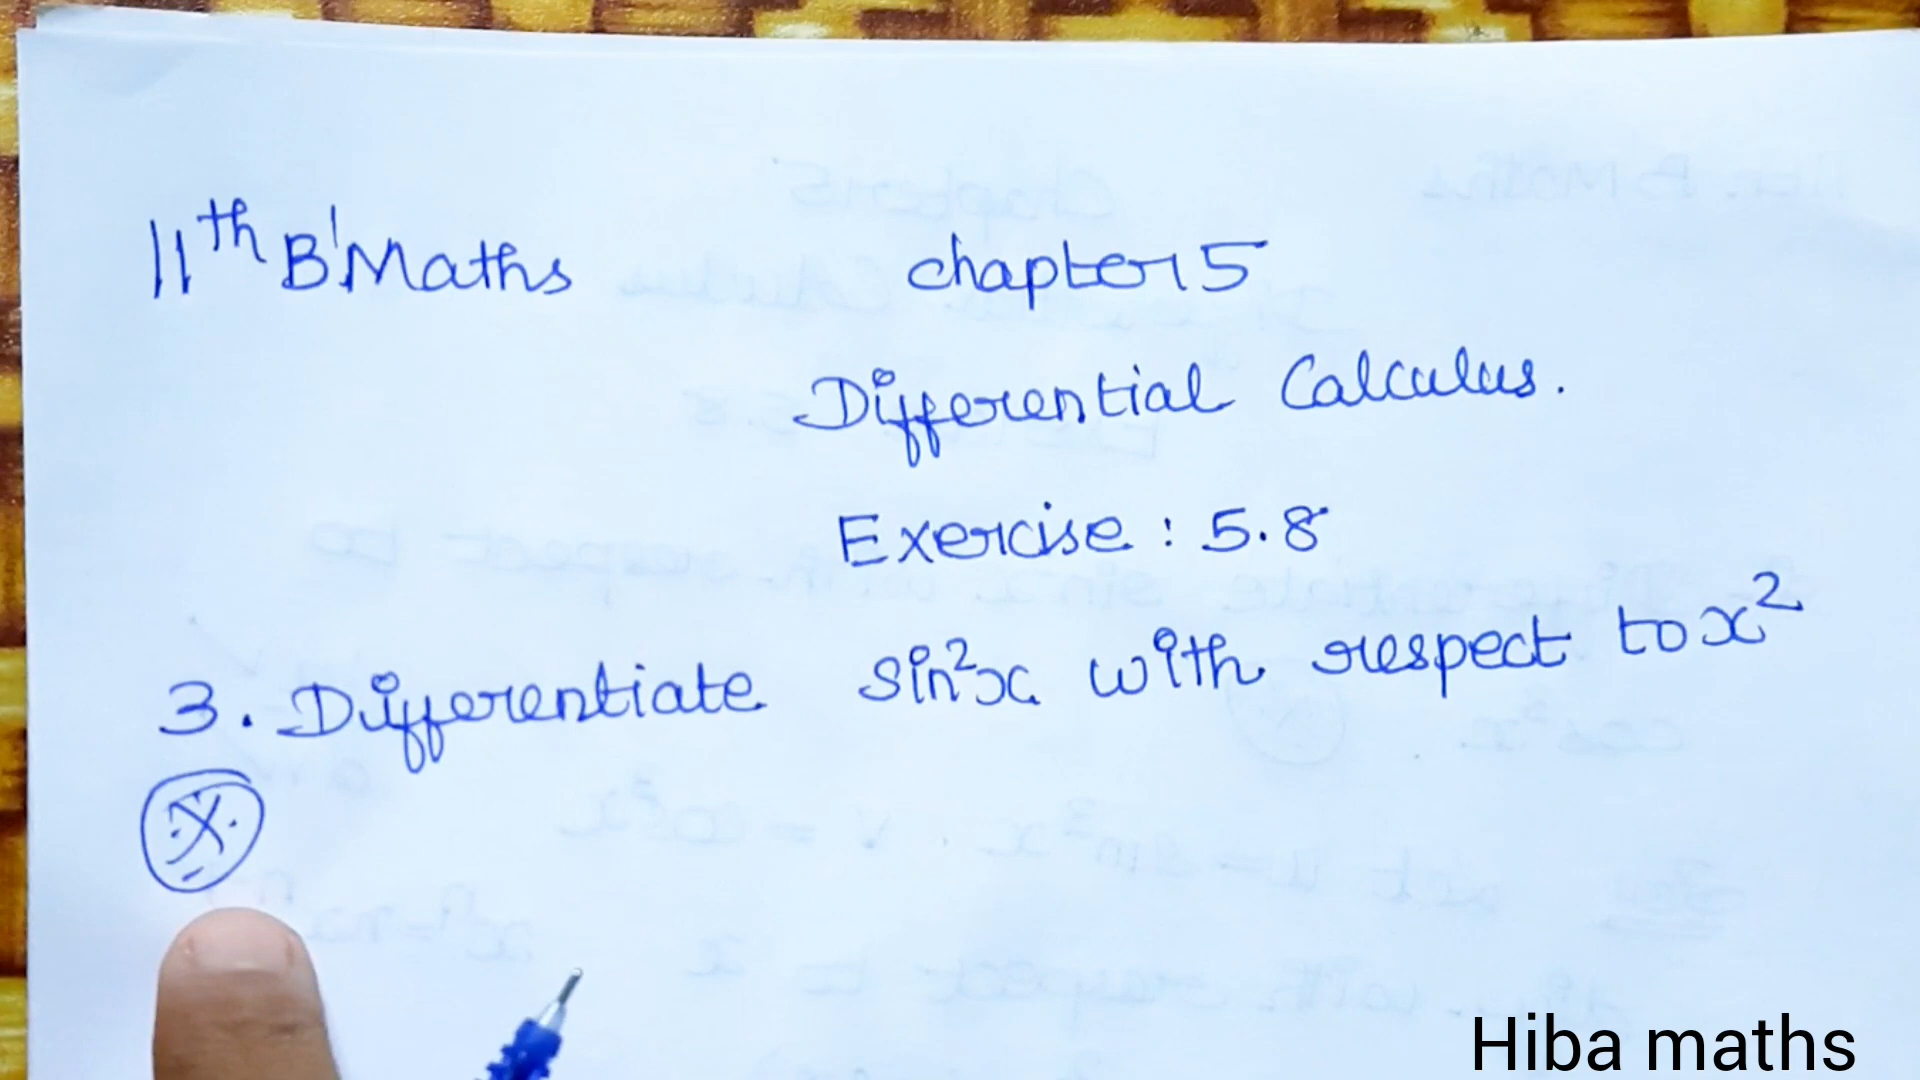 11th B'Maths chapter 5
Differential Calculus.
Exercise : 5.8
3. Differentiate sin²x with respect to x²
Hiba maths